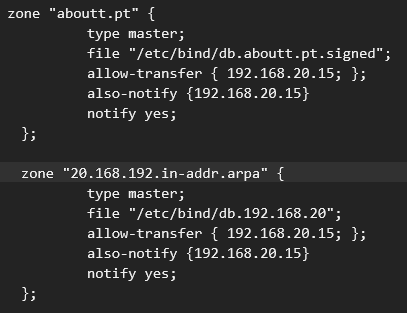 zone "aboutt.pt" {
type master;
file "/etc/bind/db.aboutt.pt.signed";
allow-transfer { 192.168.20.15; };
also-notify {192.168.20.15}
notify yes;
};
zone "20.168.192.in-addr.arpa" {
type master;
file "/etc/bind/db.192.168.20";
allow-transfer { 192.168.20.15; };
also-notify {192.168.20.15}
notify yes;
};